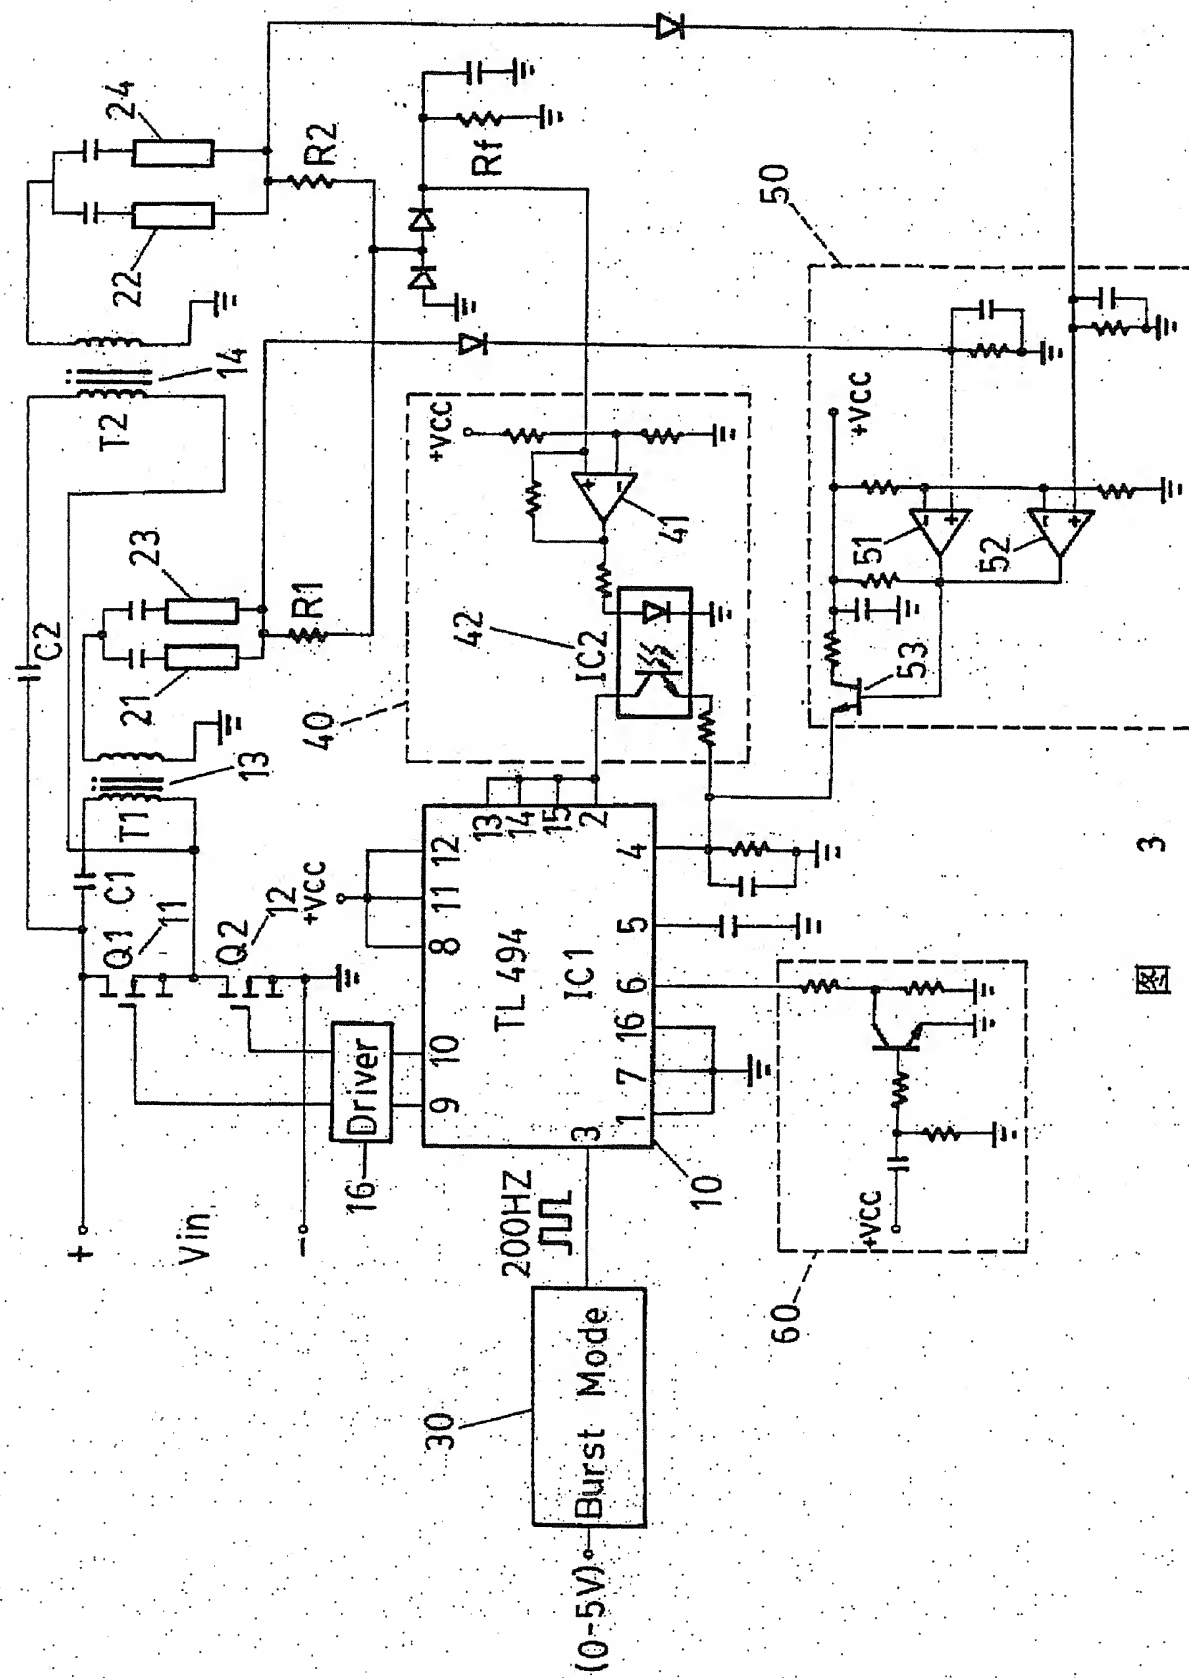 C2
T2
14
22
24
R2
Rf
50
+
Vin
-
Q1
11
C1
T1
13
21
23
R1
Q2
12
16
Driver
+VCC
40
42
IC2
+VCC
+
-
41
9
10
8
11
12
13
14
15
2
TL494
IC1
3
1
7
16
6
5
4
10
30
Burst Mode
(0-5V)
200HZ
60
+VCC
+VCC
51
-
+
52
-
+
53
图 3